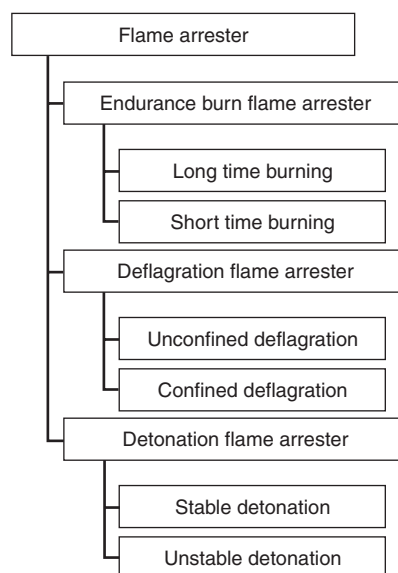 Flame arrester
Endurance burn flame arrester
Long time burning
Short time burning
Deflagration flame arrester
Unconfined deflagration
Confined deflagration
Detonation flame arrester
Stable detonation
Unstable detonation